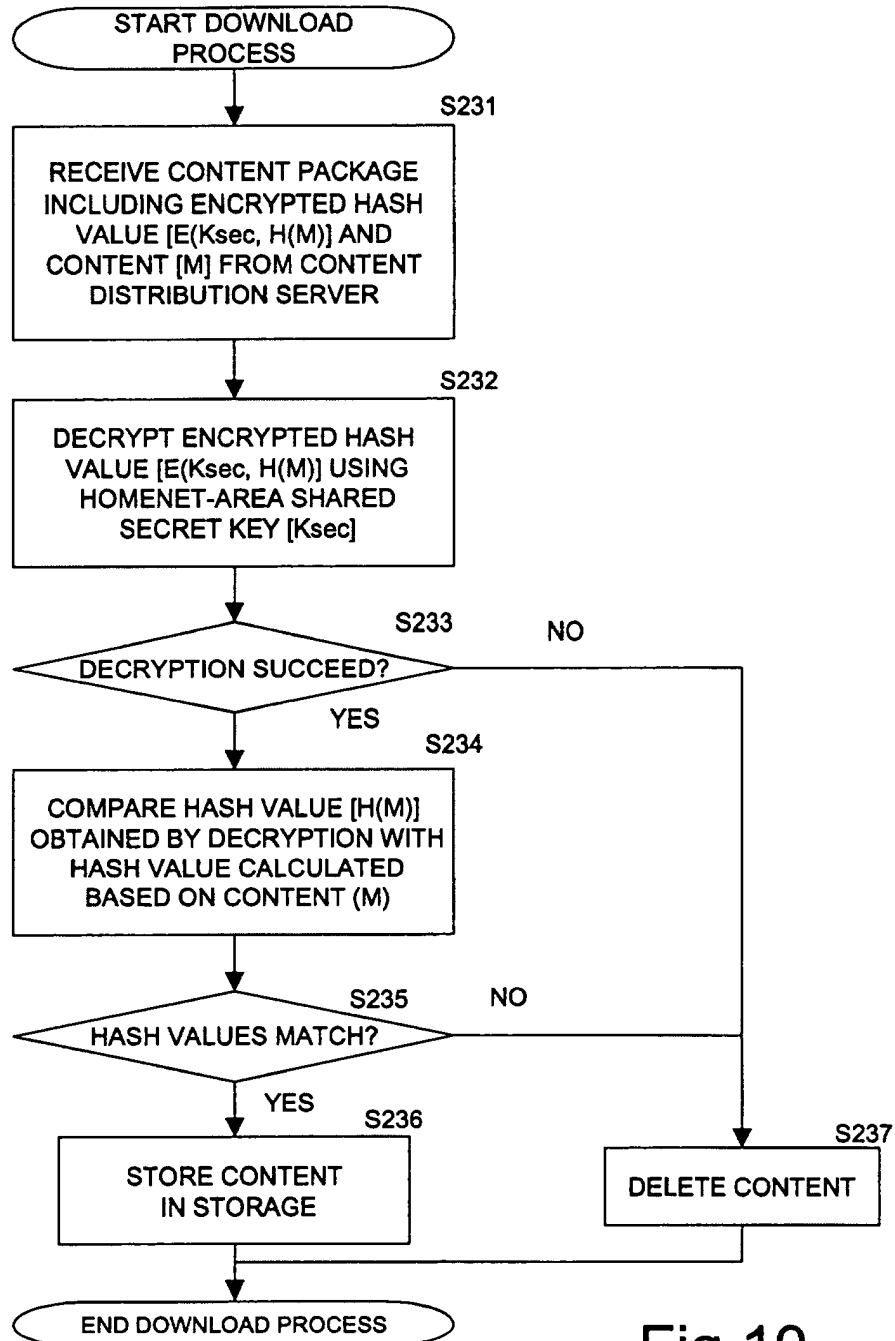 START DOWNLOAD
PROCESS
S231
RECEIVE CONTENT PACKAGE
INCLUDING ENCRYPTED HASH
VALUE [E(Ksec, H(M)] AND
CONTENT [M] FROM CONTENT
DISTRIBUTION SERVER
S232
DECRYPT ENCRYPTED HASH
VALUE [E(Ksec, H(M)] USING
HOMENET-AREA SHARED
SECRET KEY [Ksec]
S233
NO
DECRYPTION SUCCEED?
YES
S234
COMPARE HASH VALUE [H(M)]
OBTAINED BY DECRYPTION WITH
HASH VALUE CALCULATED
BASED ON CONTENT (M)
S235
NO
HASH VALUES MATCH?
YES
S236
STORE CONTENT
IN STORAGE
S237
DELETE CONTENT
END DOWNLOAD PROCESS